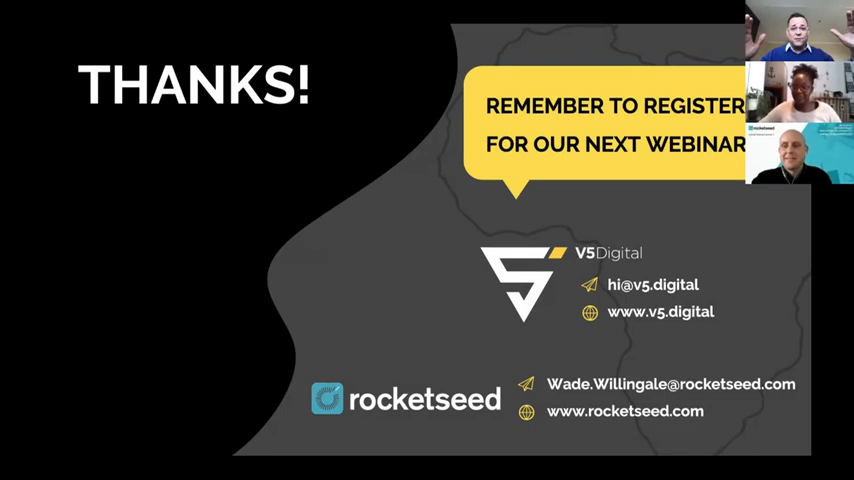 THANKS!
REMEMBER TO REGISTER
FOR OUR NEXT WEBINAR
V5Digital
hi@v5.digital
www.v5.digital
rocketseed
Wade.Willingale@rocketseed.com
www.rocketseed.com
rocketseed